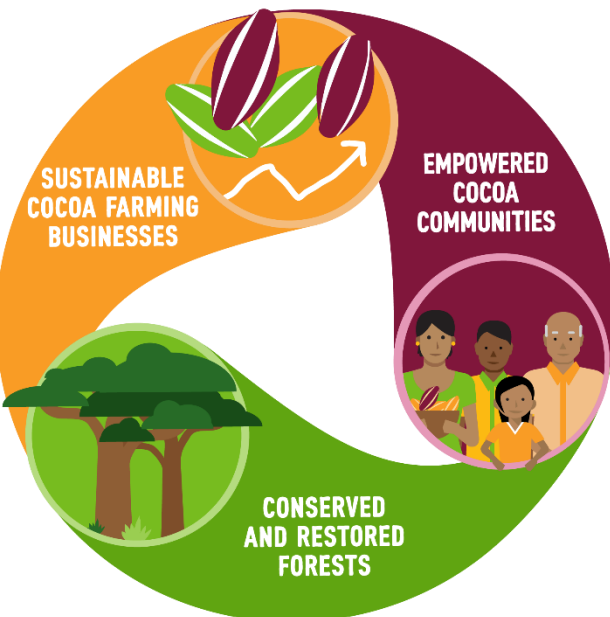 SUSTAINABLE
COCOA FARMING
BUSINESSES
EMPOWERED
COCOA
COMMUNITIES
CONSERVED
AND RESTORED
FORESTS